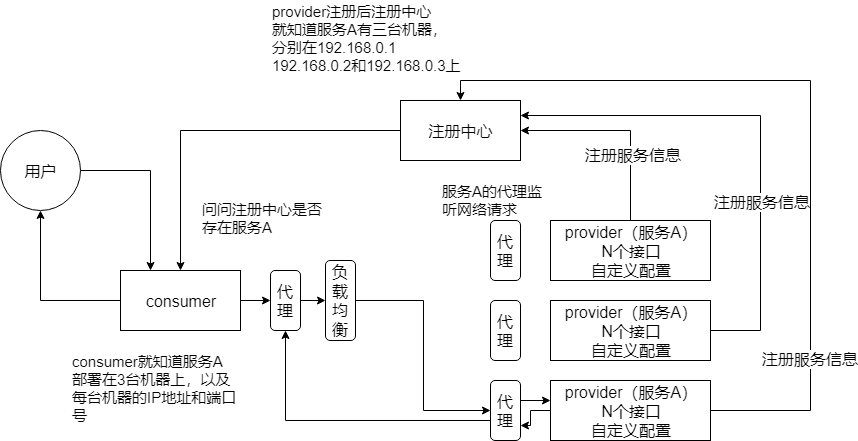 provider注册后注册中心
就知道服务A有三台机器，
分别在192.168.0.1
192.168.0.2和192.168.0.3上
注册中心
用户
注册服务信息
服务A的代理监
听网络请求
问问注册中心是否
存在服务A
注册服务信息
代理
provider（服务A）
N个接口
自定义配置
consumer
代理
负载均衡
代理
provider（服务A）
N个接口
自定义配置
注册服务信息
consumer就知道服务A
部署在3台机器上，以及
每台机器的IP地址和端口
号
代理
provider（服务A）
N个接口
自定义配置